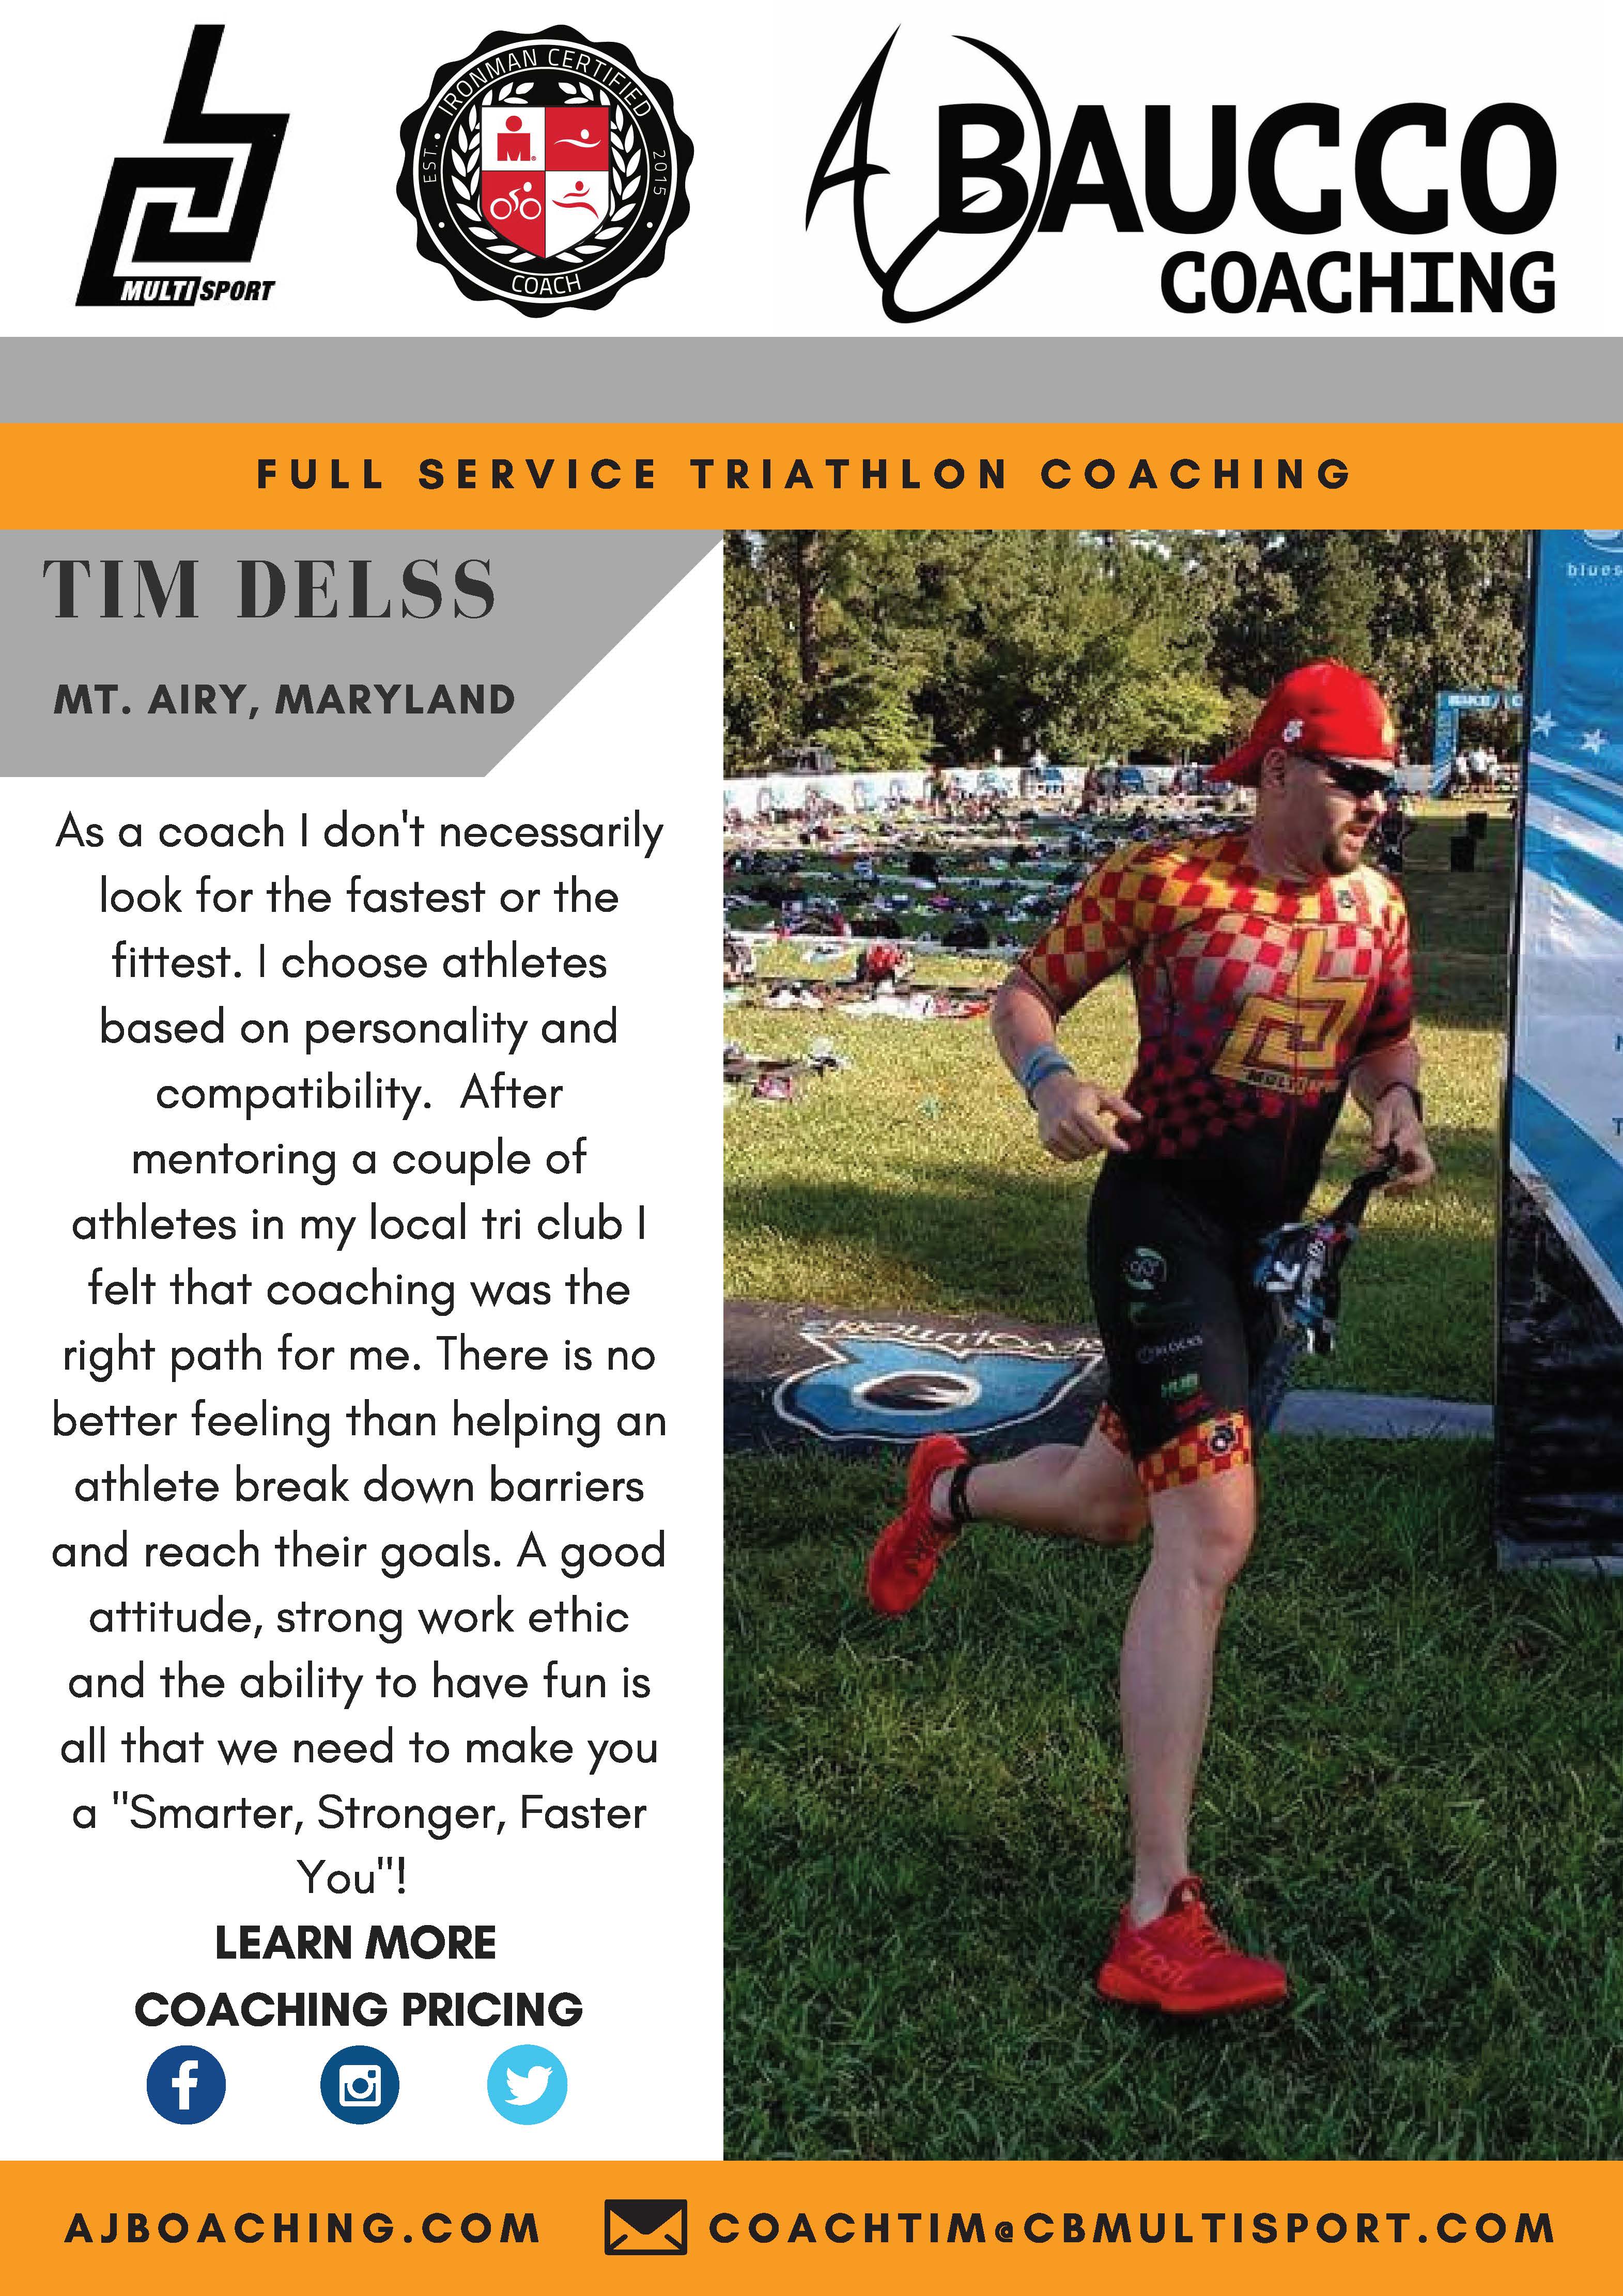 MULTISPORT
IRONMAN CERTIFIED
EST.
2015
M
COACH
AJBAUCCO
COACHING
FULL SERVICE TRIATHLON COACHING
TIM DELSS
MT. AIRY, MARYLAND
As a coach I don't necessarily
look for the fastest or the
fittest. I choose athletes
based on personality and
compatibility. After
mentoring a couple of
athletes in my local tri club I
felt that coaching was the
right path for me. There is no
better feeling than helping an
athlete break down barriers
and reach their goals. A good
attitude, strong work ethic
and the ability to have fun is
all that we need to make you
a "Smarter, Stronger, Faster
You"!
LEARN MORE
COACHING PRICING
blues
MULTISPORT
HUB
AJBOACHING.COM
COACHTIM@CBMULTISPORT.COM